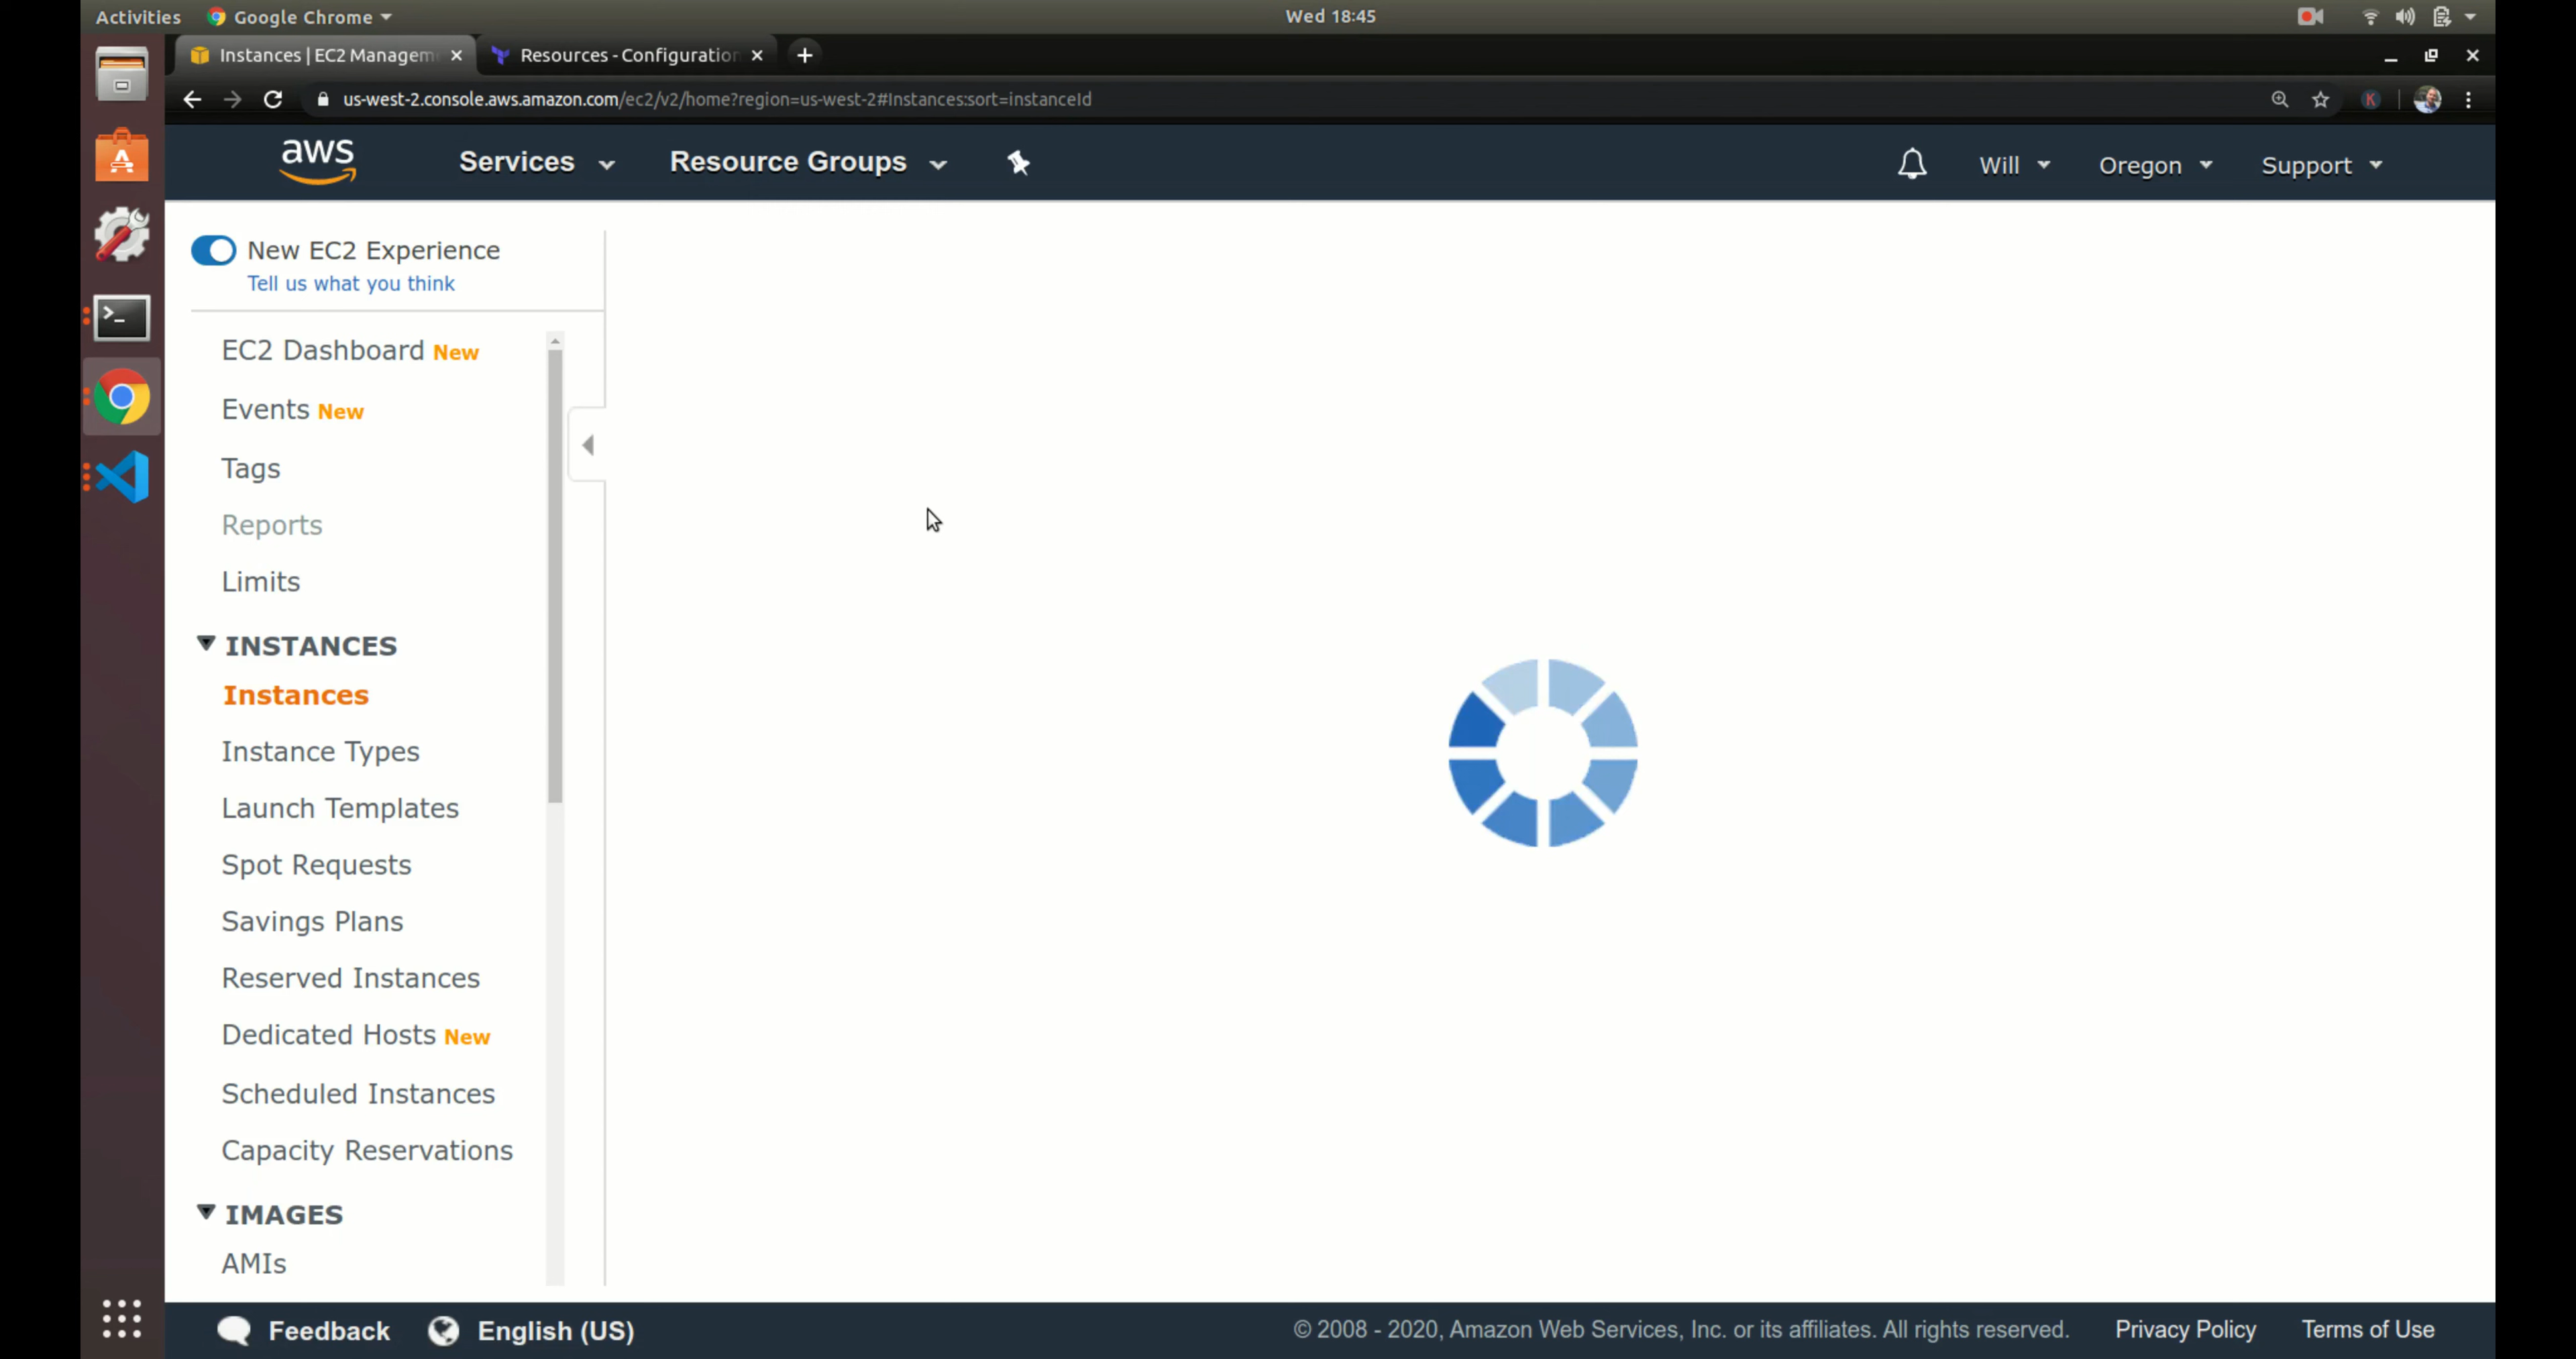 Activities Google Chrome Wed 18:45
Instances | EC2 Managem Resources - Configuration
us-west-2.console.aws.amazon.com/ec2/v2/home?region=us-west-2#Instances:sort=instanceId K
aws Services Resource Groups Will Oregon Support
New EC2 Experience
Tell us what you think
EC2 Dashboard New
Events New
Tags
Reports
Limits
INSTANCES
Instances
Instance Types
Launch Templates
Spot Requests
Savings Plans
Reserved Instances
Dedicated Hosts New
Scheduled Instances
Capacity Reservations
IMAGES
AMIs
Feedback English (US) © 2008 - 2020, Amazon Web Services, Inc. or its affiliates. All rights reserved. Privacy Policy Terms of Use